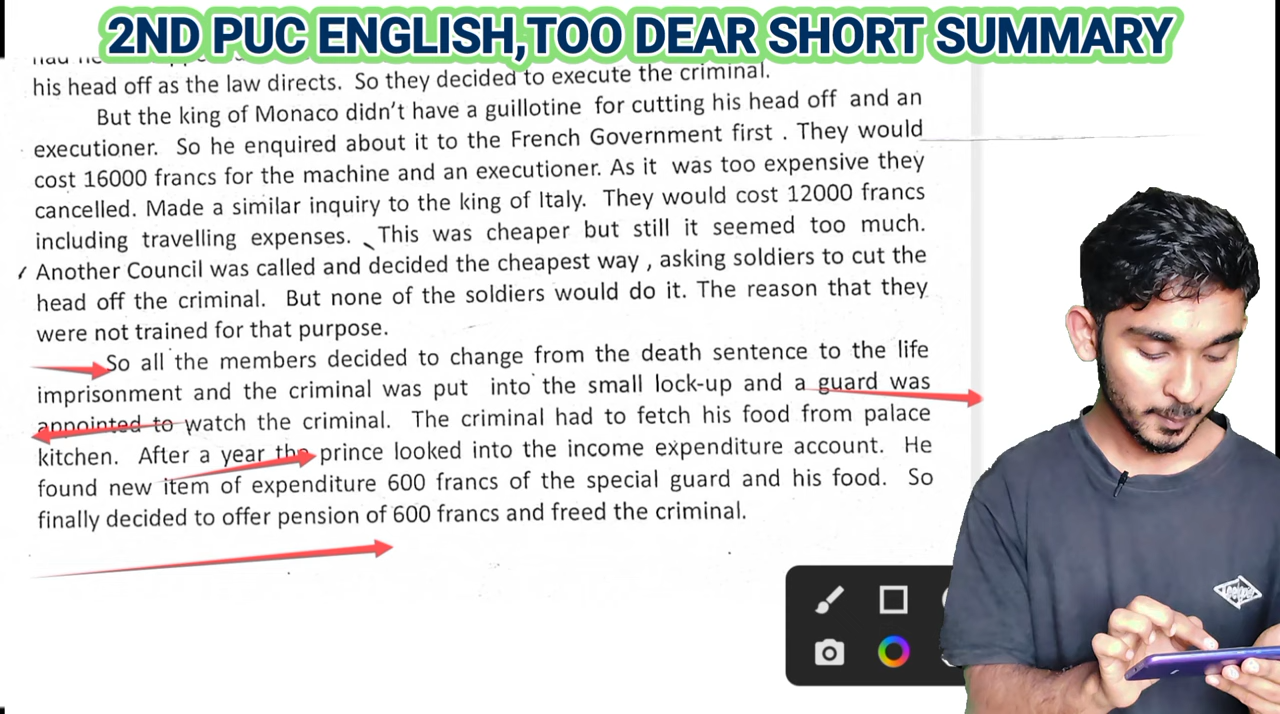 2ND PUC ENGLISH,TOO DEAR SHORT SUMMARY
his head off as the law directs. So they decided to execute the criminal.
But the king of Monaco didn't have a guillotine for cutting his head off and an
executioner. So he enquired about it to the French Government first . They would
cost 16000 francs for the machine and an executioner. As it was too expensive they
cancelled. Made a similar inquiry to the king of Italy. They would cost 12000 francs
including travelling expenses. This was cheaper but still it seemed too much.
Another Council was called and decided the cheapest way , asking soldiers to cut the
head off the criminal. But none of the soldiers would do it. The reason that they
were not trained for that purpose.
So all the members decided to change from the death sentence to the life
imprisonment and the criminal was put into the small lock-up and a guard was
appointed to watch the criminal. The criminal had to fetch his food from palace
kitchen. After a year the prince looked into the income expenditure account. He
found new item of expenditure 600 francs of the special guard and his food. So
finally decided to offer pension of 600 francs and freed the criminal.